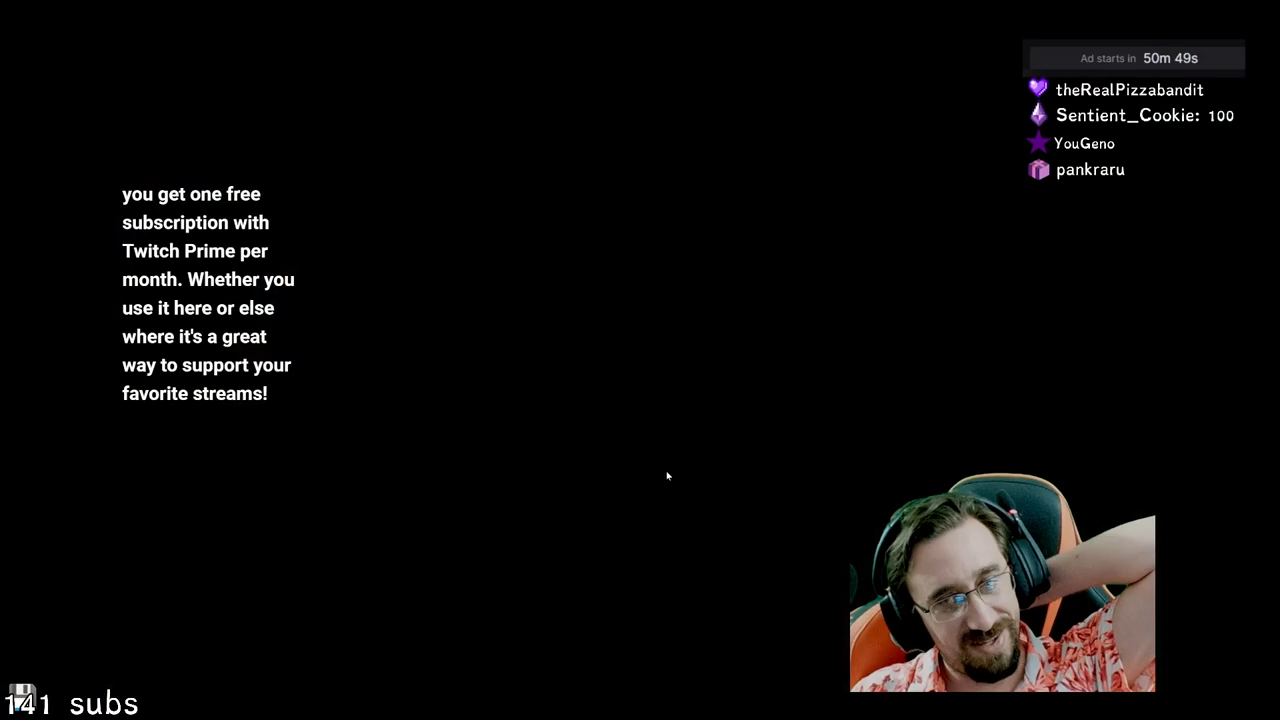 Ad starts in 50m 49s
theRealPizzabandit
Sentient_Cookie: 100
YouGeno
pankraru
you get one free
subscription with
Twitch Prime per
month. Whether you
use it here or else
where it's a great
way to support your
favorite streams!
141 subs